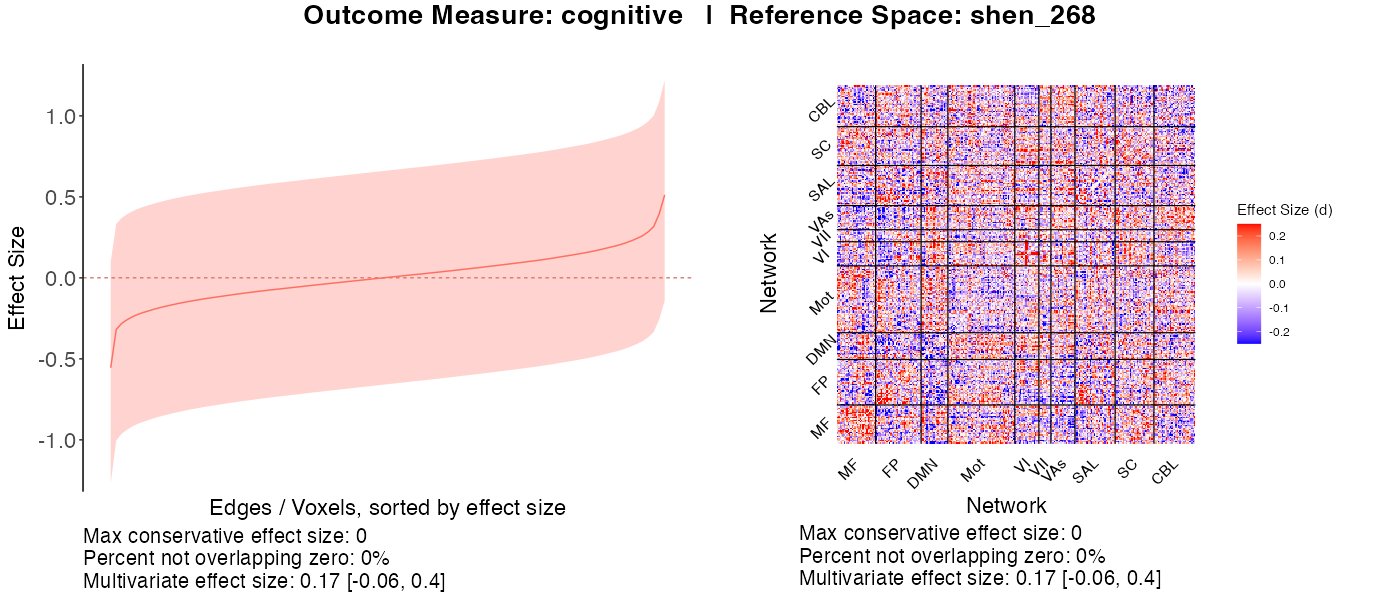 Outcome Measure: cognitive | Reference Space: shen_268
Effect Size
1.0
0.5
0.0
-0.5
-1.0
Edges / Voxels, sorted by effect size
Max conservative effect size: 0
Percent not overlapping zero: 0%
Multivariate effect size: 0.17 [-0.06, 0.4]
Network
CBL
SC
SAL
VAs
VII
VI
Mot
DMN
FP
MF
MF
FP
DMN
Mot
VI
VII
VAs
SAL
SC
CBL
Network
Max conservative effect size: 0
Percent not overlapping zero: 0%
Multivariate effect size: 0.17 [-0.06, 0.4]
Effect Size (d)
0.2
0.1
0.0
-0.1
-0.2